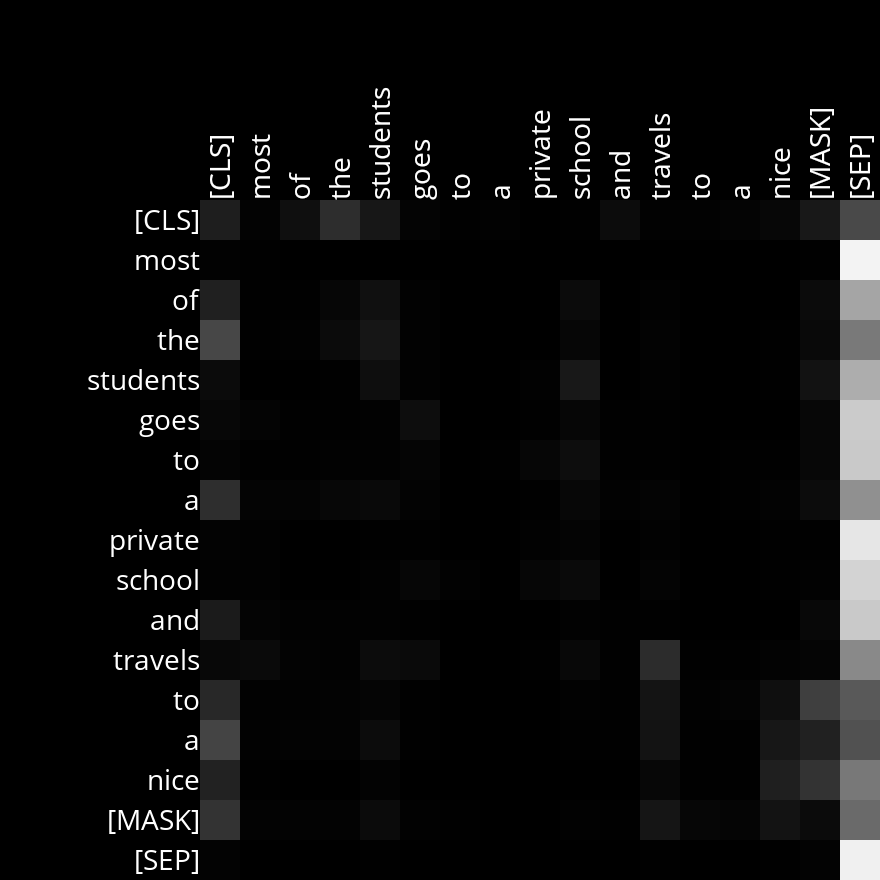 [CLS] most of the students goes to a private school and travels to a nice [MASK] [SEP]
[CLS]
most
of
the
students
goes
to
a
private
school
and
travels
to
a
nice
[MASK]
[SEP]